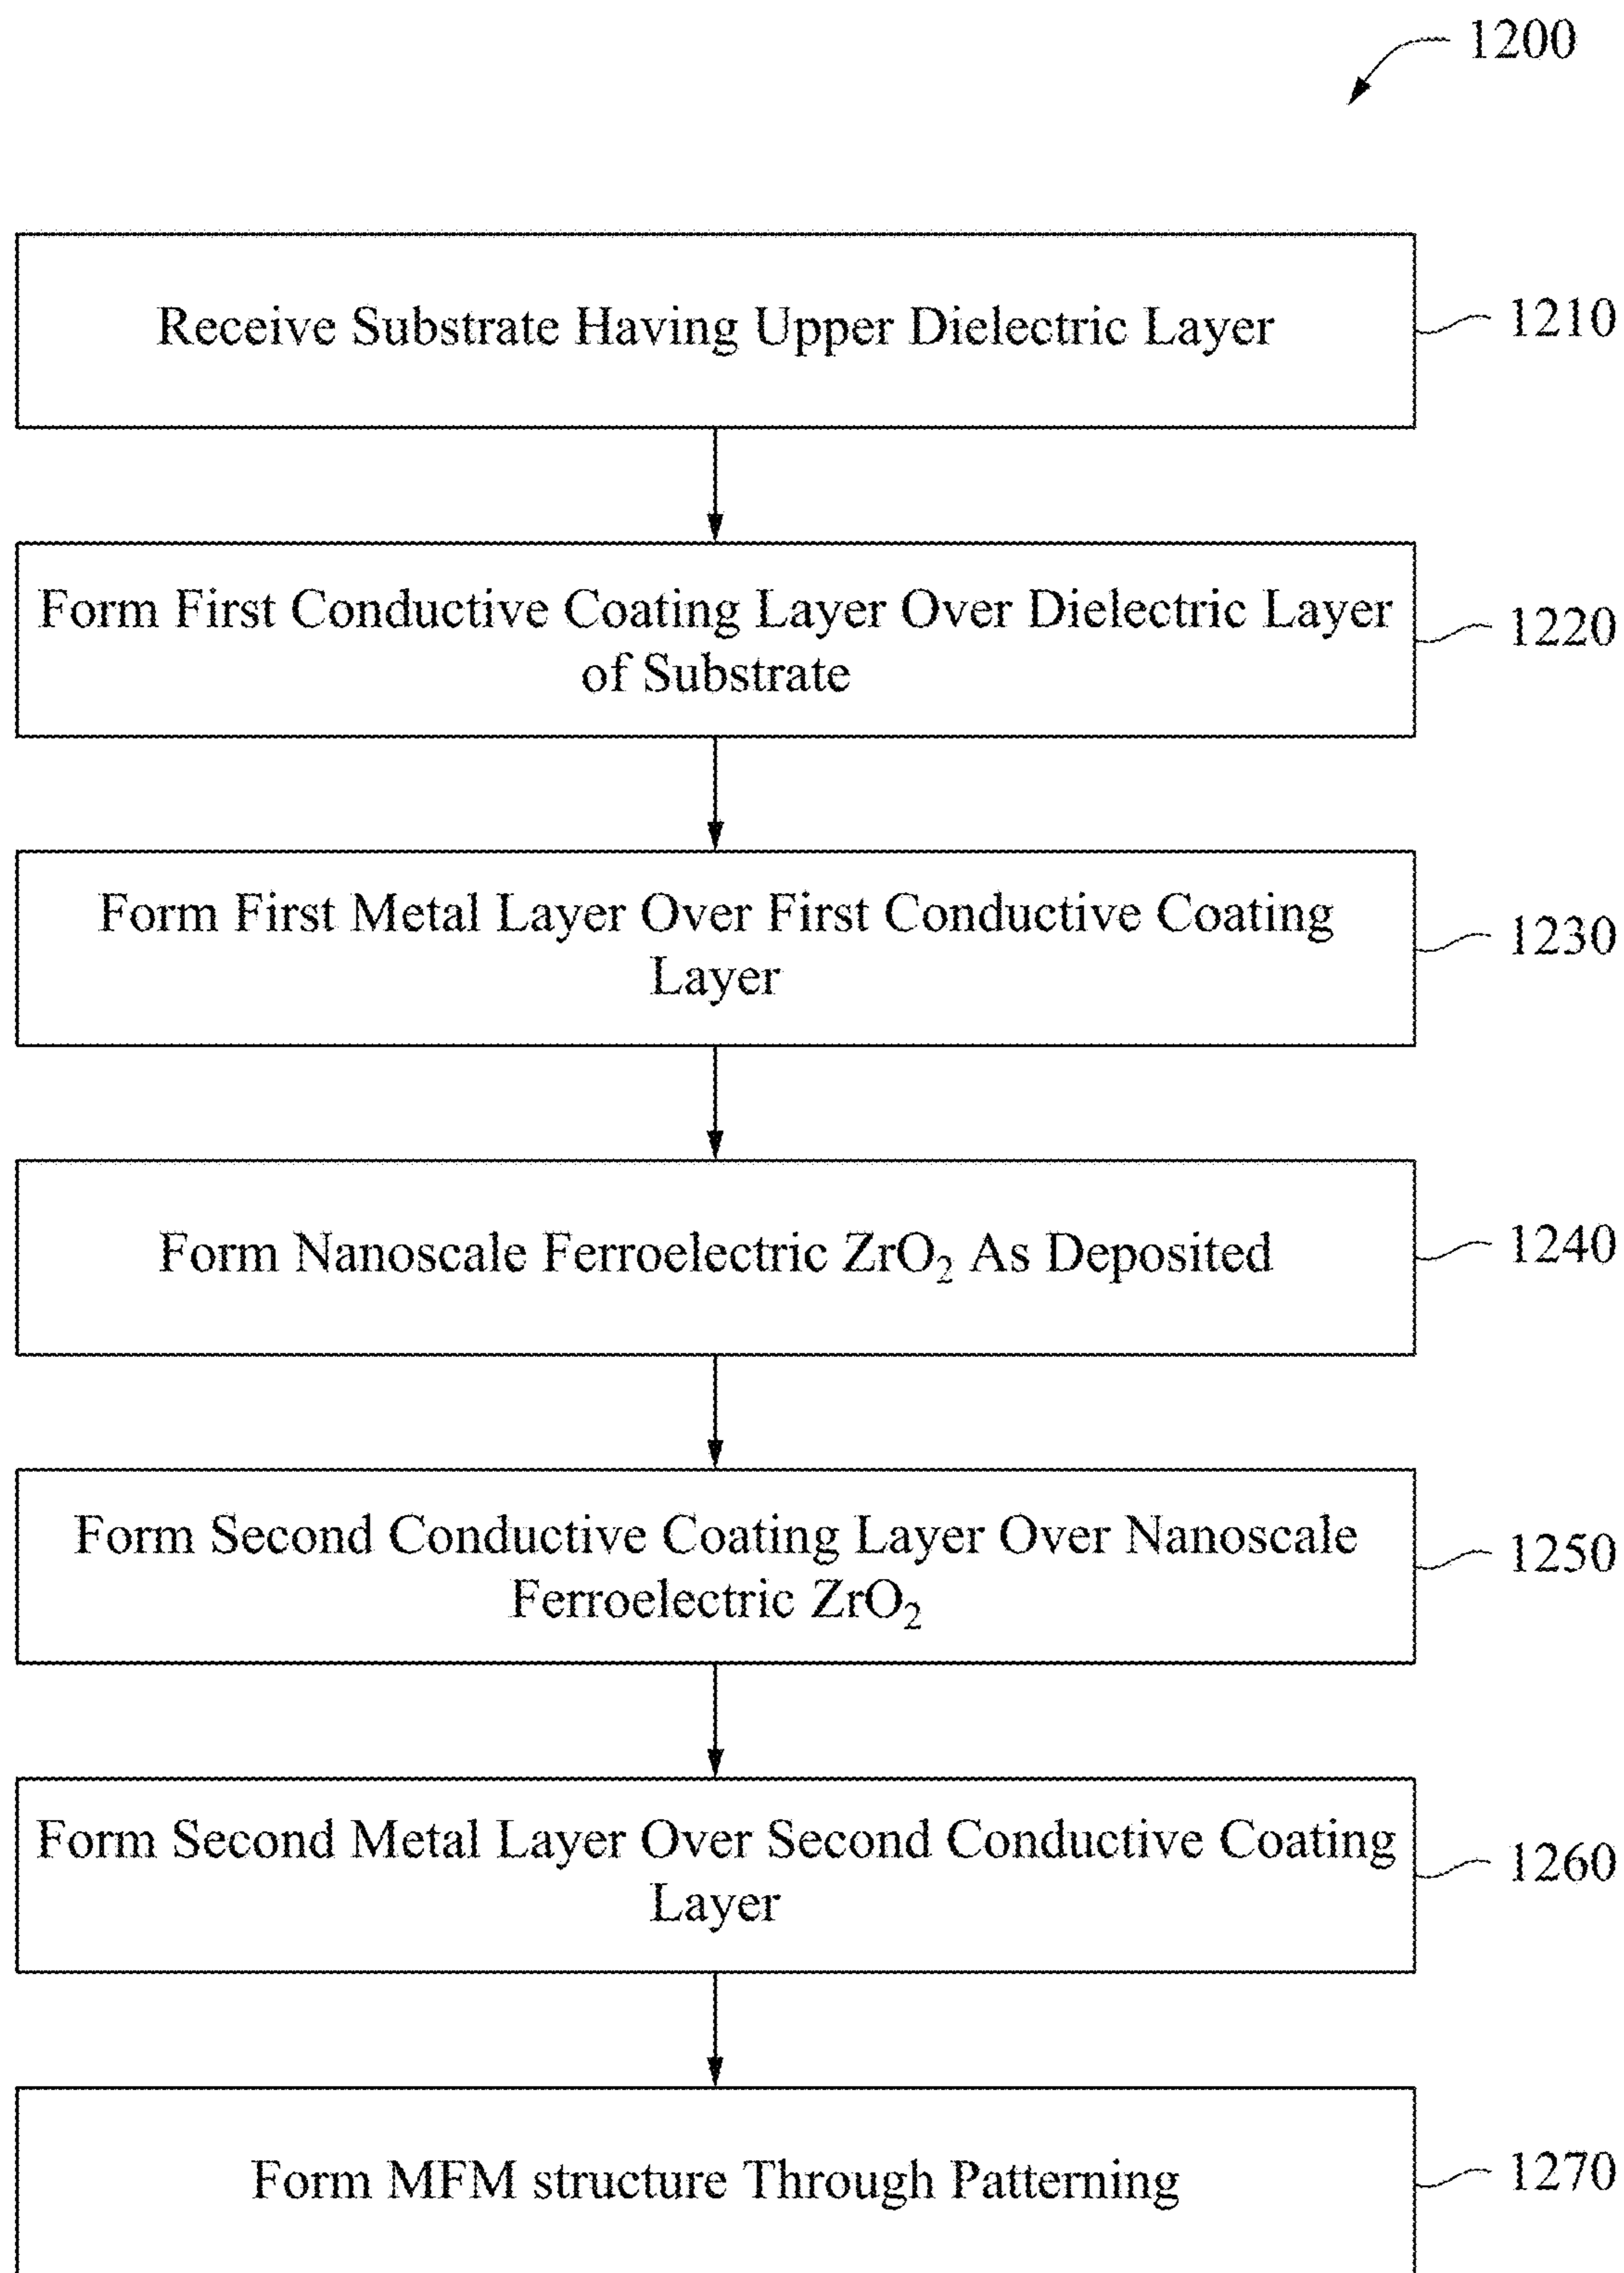 1200
Receive Substrate Having Upper Dielectric Layer
1210
Form First Conductive Coating Layer Over Dielectric Layer
of Substrate
1220
Form First Metal Layer Over First Conductive Coating
Layer
1230
Form Nanoscale Ferroelectric ZrO₂ As Deposited
1240
Form Second Conductive Coating Layer Over Nanoscale
Ferroelectric ZrO₂
1250
Form Second Metal Layer Over Second Conductive Coating
Layer
1260
Form MFM structure Through Patterning
1270